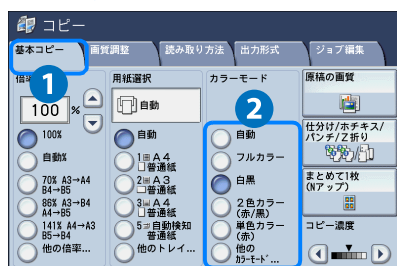 コピー
基本コピー
画質調整
読み取り方法
出力形式
ジョブ編集
1
100 %
100%
自動%
70% A3→A4
B4→B5
86% A3→B4
A4→B5
141% A4→A3
B5→B4
他の倍率...
用紙選択
自動
自動
1 A4
普通紙
2 A3
普通紙
3 A4
普通紙
5 自動検知
普通紙
他のトレイ...
カラーモード
2
自動
フルカラー
白黒
2色カラー
(赤/黒)
単色カラー
(赤)
他の
カラーモード...
原稿の画質
仕分け/ホチキス/
パンチ/Z折り
まとめて1枚
(Nアップ)
コピー濃度